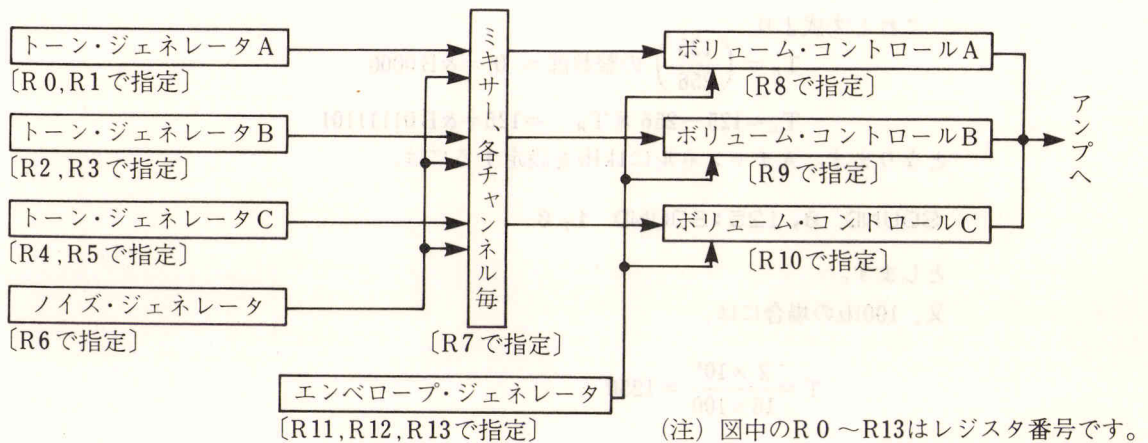 トーン・ジェネレータA
〔R0,R1で指定〕
トーン・ジェネレータB
〔R2,R3で指定〕
トーン・ジェネレータC
〔R4,R5で指定〕
ノイズ・ジェネレータ
〔R6で指定〕
ミキサー、各チャンネル毎
〔R7で指定〕
エンベロープ・ジェネレータ
〔R11,R12,R13で指定〕
ボリューム・コントロールA
〔R8で指定〕
ボリューム・コントロールB
〔R9で指定〕
ボリューム・コントロールC
〔R10で指定〕
アンプへ
(注) 図中のR0～R13はレジスタ番号です。